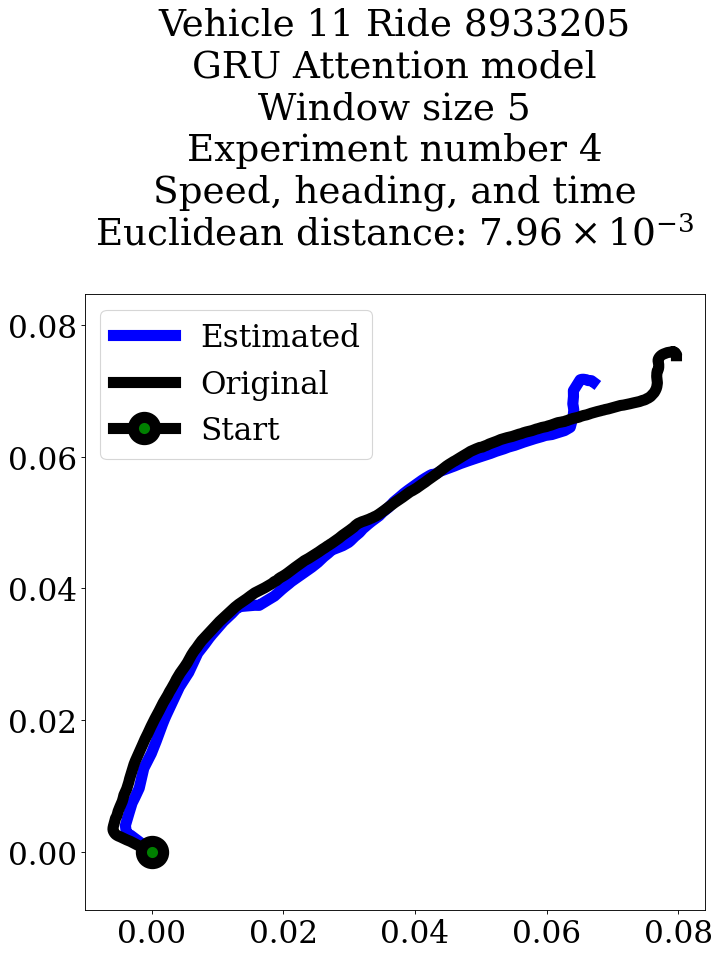 Vehicle 11 Ride 8933205
GRU Attention model
Window size 5
Experiment number 4
Speed, heading, and time
Euclidean distance: 7.96 × 10⁻³
Estimated
Original
Start
0.08
0.06
0.04
0.02
0.00
0.00 0.02 0.04 0.06 0.08